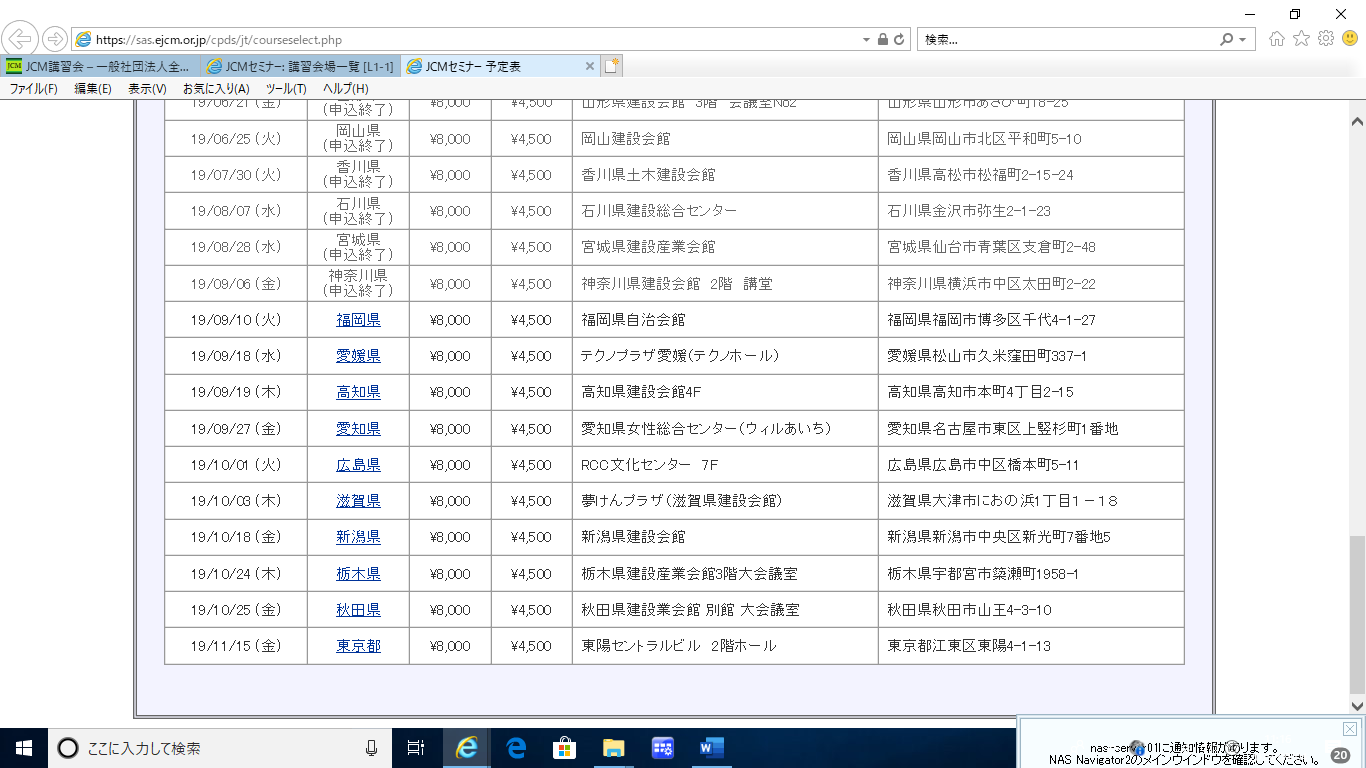 https://sas.ejcm.or.jp/cpds/jt/courseselect.php
検索...
JCM講習会 – 一般社団法人全...
JCMセミナー: 講習会場一覧 [L1-1]
JCMセミナー 予定表
ファイル(F) 編集(E) 表示(V) お気に入り(A) ツール(T) ヘルプ(H)
19/06/21 (金) (申込終了) ¥8,000 ¥4,500 山形県建設会館 3階 会議室No2 山形県山形市あさひ町18-25
19/06/25 (火) 岡山県 (申込終了) ¥8,000 ¥4,500 岡山建設会館 岡山県岡山市北区平和町5-10
19/07/30 (火) 香川県 (申込終了) ¥8,000 ¥4,500 香川県土木建設会館 香川県高松市松福町2-15-24
19/08/07 (水) 石川県 (申込終了) ¥8,000 ¥4,500 石川県建設総合センター 石川県金沢市弥生2-1-23
19/08/28 (水) 宮城県 (申込終了) ¥8,000 ¥4,500 宮城県建設産業会館 宮城県仙台市青葉区支倉町2-48
19/09/06 (金) 神奈川県 (申込終了) ¥8,000 ¥4,500 神奈川県建設会館 2階 講堂 神奈川県横浜市中区太田町2-22
19/09/10 (火) 福岡県 ¥8,000 ¥4,500 福岡県自治会館 福岡県福岡市博多区千代4-1-27
19/09/18 (水) 愛媛県 ¥8,000 ¥4,500 テクノプラザ愛媛(テクノホール) 愛媛県松山市久米窪田町337-1
19/09/19 (木) 高知県 ¥8,000 ¥4,500 高知県建設会館4F 高知県高知市本町4丁目2-15
19/09/27 (金) 愛知県 ¥8,000 ¥4,500 愛知県女性総合センター(ウィルあいち) 愛知県名古屋市東区上竪杉町1番地
19/10/01 (火) 広島県 ¥8,000 ¥4,500 RCC文化センター 7F 広島県広島市中区橋本町5-11
19/10/03 (木) 滋賀県 ¥8,000 ¥4,500 夢けんプラザ(滋賀県建設会館) 滋賀県大津市におの浜1丁目1－18
19/10/18 (金) 新潟県 ¥8,000 ¥4,500 新潟県建設会館 新潟県新潟市中央区新光町7番地5
19/10/24 (木) 栃木県 ¥8,000 ¥4,500 栃木県建設産業会館3階大会議室 栃木県宇都宮市簗瀬町1958-1
19/10/25 (金) 秋田県 ¥8,000 ¥4,500 秋田県建設業会館 別館 大会議室 秋田県秋田市山王4-3-10
19/11/15 (金) 東京都 ¥8,000 ¥4,500 東陽セントラルビル 2階ホール 東京都江東区東陽4-1-13
ここに入力して検索
nas-server01に通知情報があります。
NAS Navigator2のメインウインドウを確認してください。
20